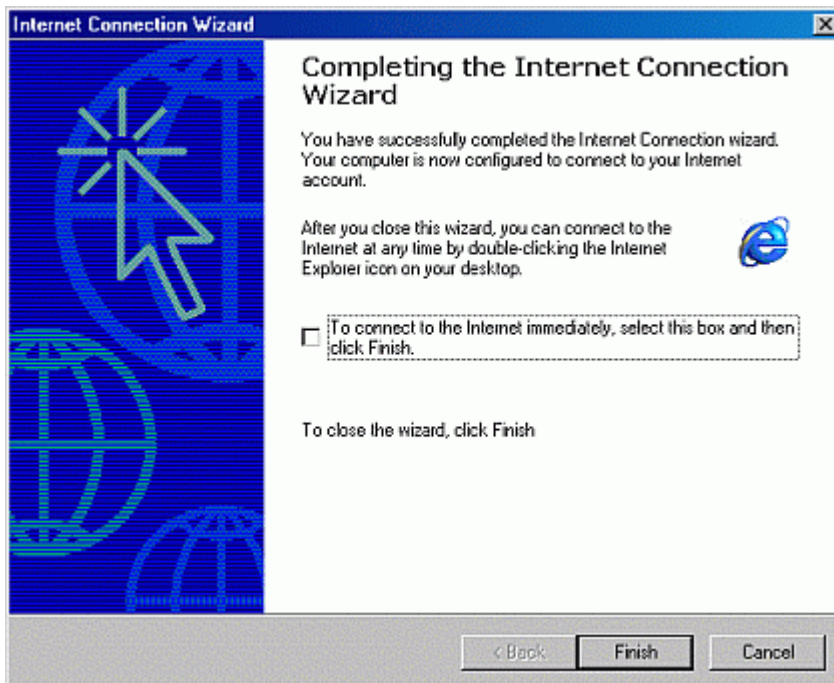 Internet Connection Wizard
Completing the Internet Connection
Wizard
You have successfully completed the Internet Connection wizard.
Your computer is now configured to connect to your Internet
account.
After you close this wizard, you can connect to the
Internet at any time by double-clicking the Internet
Explorer icon on your desktop.
To connect to the Internet immediately, select this box and then
click Finish.
To close the wizard, click Finish
< Back Finish Cancel